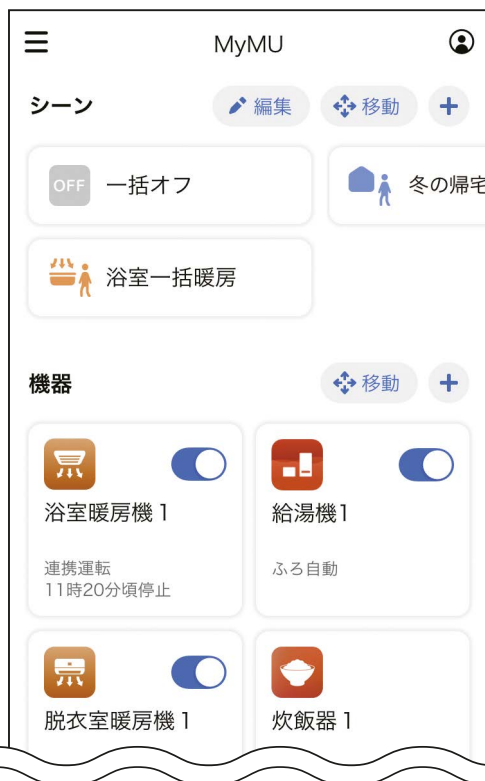 MyMU
シーン
編集
移動
OFF
一括オフ
冬の帰宅
浴室一括暖房
機器
移動
浴室暖房機1
連携運転
11時20分頃停止
給湯機1
ふろ自動
脱衣室暖房機1
炊飯器1